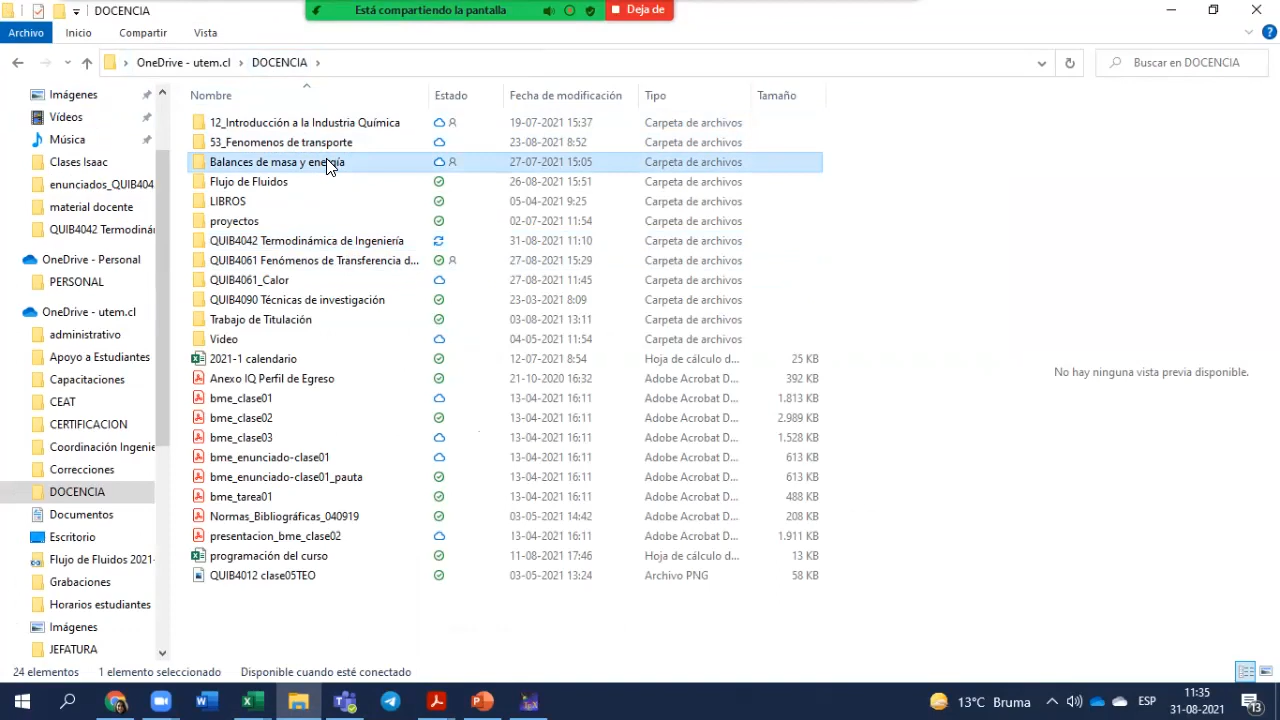 DOCENCIA
Está compartiendo la pantalla
Deja de
Archivo
Inicio
Compartir
Vista
OneDrive - utem.cl
DOCENCIA
Buscar en DOCENCIA
Imágenes
Vídeos
Música
Clases Isaac
enunciados_QUIB404
material docente
QUIB4042 Termodiná
OneDrive - Personal
PERSONAL
OneDrive - utem.cl
administrativo
Apoyo a Estudiantes
Capacitaciones
CEAT
CERTIFICACION
Coordinación Ingenie
Correcciones
DOCENCIA
Documentos
Escritorio
Flujo de Fluidos 2021-
Grabaciones
Horarios estudiantes
Imágenes
JEFATURA
Nombre Estado Fecha de modificación Tipo Tamaño
12_Introducción a la Industria Química 19-07-2021 15:37 Carpeta de archivos
53_Fenomenos de transporte 23-08-2021 8:52 Carpeta de archivos
Balances de masa y energía 27-07-2021 15:05 Carpeta de archivos
Flujo de Fluidos 26-08-2021 15:51 Carpeta de archivos
LIBROS 05-04-2021 9:25 Carpeta de archivos
proyectos 02-07-2021 11:54 Carpeta de archivos
QUIB4042 Termodinámica de Ingeniería 31-08-2021 11:10 Carpeta de archivos
QUIB4061 Fenómenos de Transferencia d... 27-08-2021 15:29 Carpeta de archivos
QUIB4061_Calor 27-08-2021 11:45 Carpeta de archivos
QUIB4090 Técnicas de investigación 23-03-2021 8:09 Carpeta de archivos
Trabajo de Titulación 03-08-2021 13:11 Carpeta de archivos
Video 04-05-2021 11:54 Carpeta de archivos
2021-1 calendario 12-07-2021 8:54 Hoja de cálculo d... 25 KB
Anexo IQ Perfil de Egreso 21-10-2020 16:32 Adobe Acrobat D... 392 KB
bme_clase01 13-04-2021 16:11 Adobe Acrobat D... 1.813 KB
bme_clase02 13-04-2021 16:11 Adobe Acrobat D... 2.989 KB
bme_clase03 13-04-2021 16:11 Adobe Acrobat D... 1.528 KB
bme_enunciado-clase01 13-04-2021 16:11 Adobe Acrobat D... 613 KB
bme_enunciado-clase01_pauta 13-04-2021 16:11 Adobe Acrobat D... 613 KB
bme_tarea01 13-04-2021 16:11 Adobe Acrobat D... 488 KB
Normas_Bibliográficas_040919 03-05-2021 14:42 Adobe Acrobat D... 208 KB
presentacion_bme_clase02 13-04-2021 16:11 Adobe Acrobat D... 1.911 KB
programación del curso 11-08-2021 17:46 Hoja de cálculo d... 13 KB
QUIB4012 clase05TEO 03-05-2021 13:24 Archivo PNG 58 KB
No hay ninguna vista previa disponible.
24 elementos
1 elemento seleccionado
Disponible cuando esté conectado
13°C Bruma
ESP
11:35
31-08-2021
13